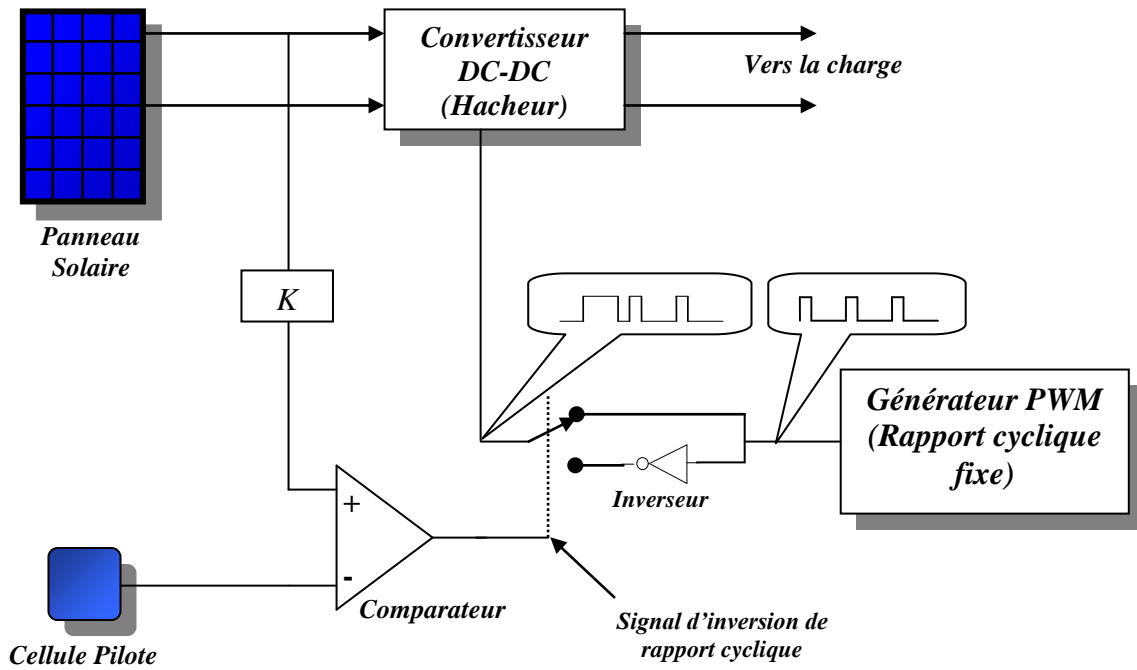 Convertisseur
DC-DC
(Hacheur)
Vers la charge
Panneau
Solaire
K
Générateur PWM
(Rapport cyclique
fixe)
Inverseur
+
-
Comparateur
Signal d'inversion de
rapport cyclique
Cellule Pilote